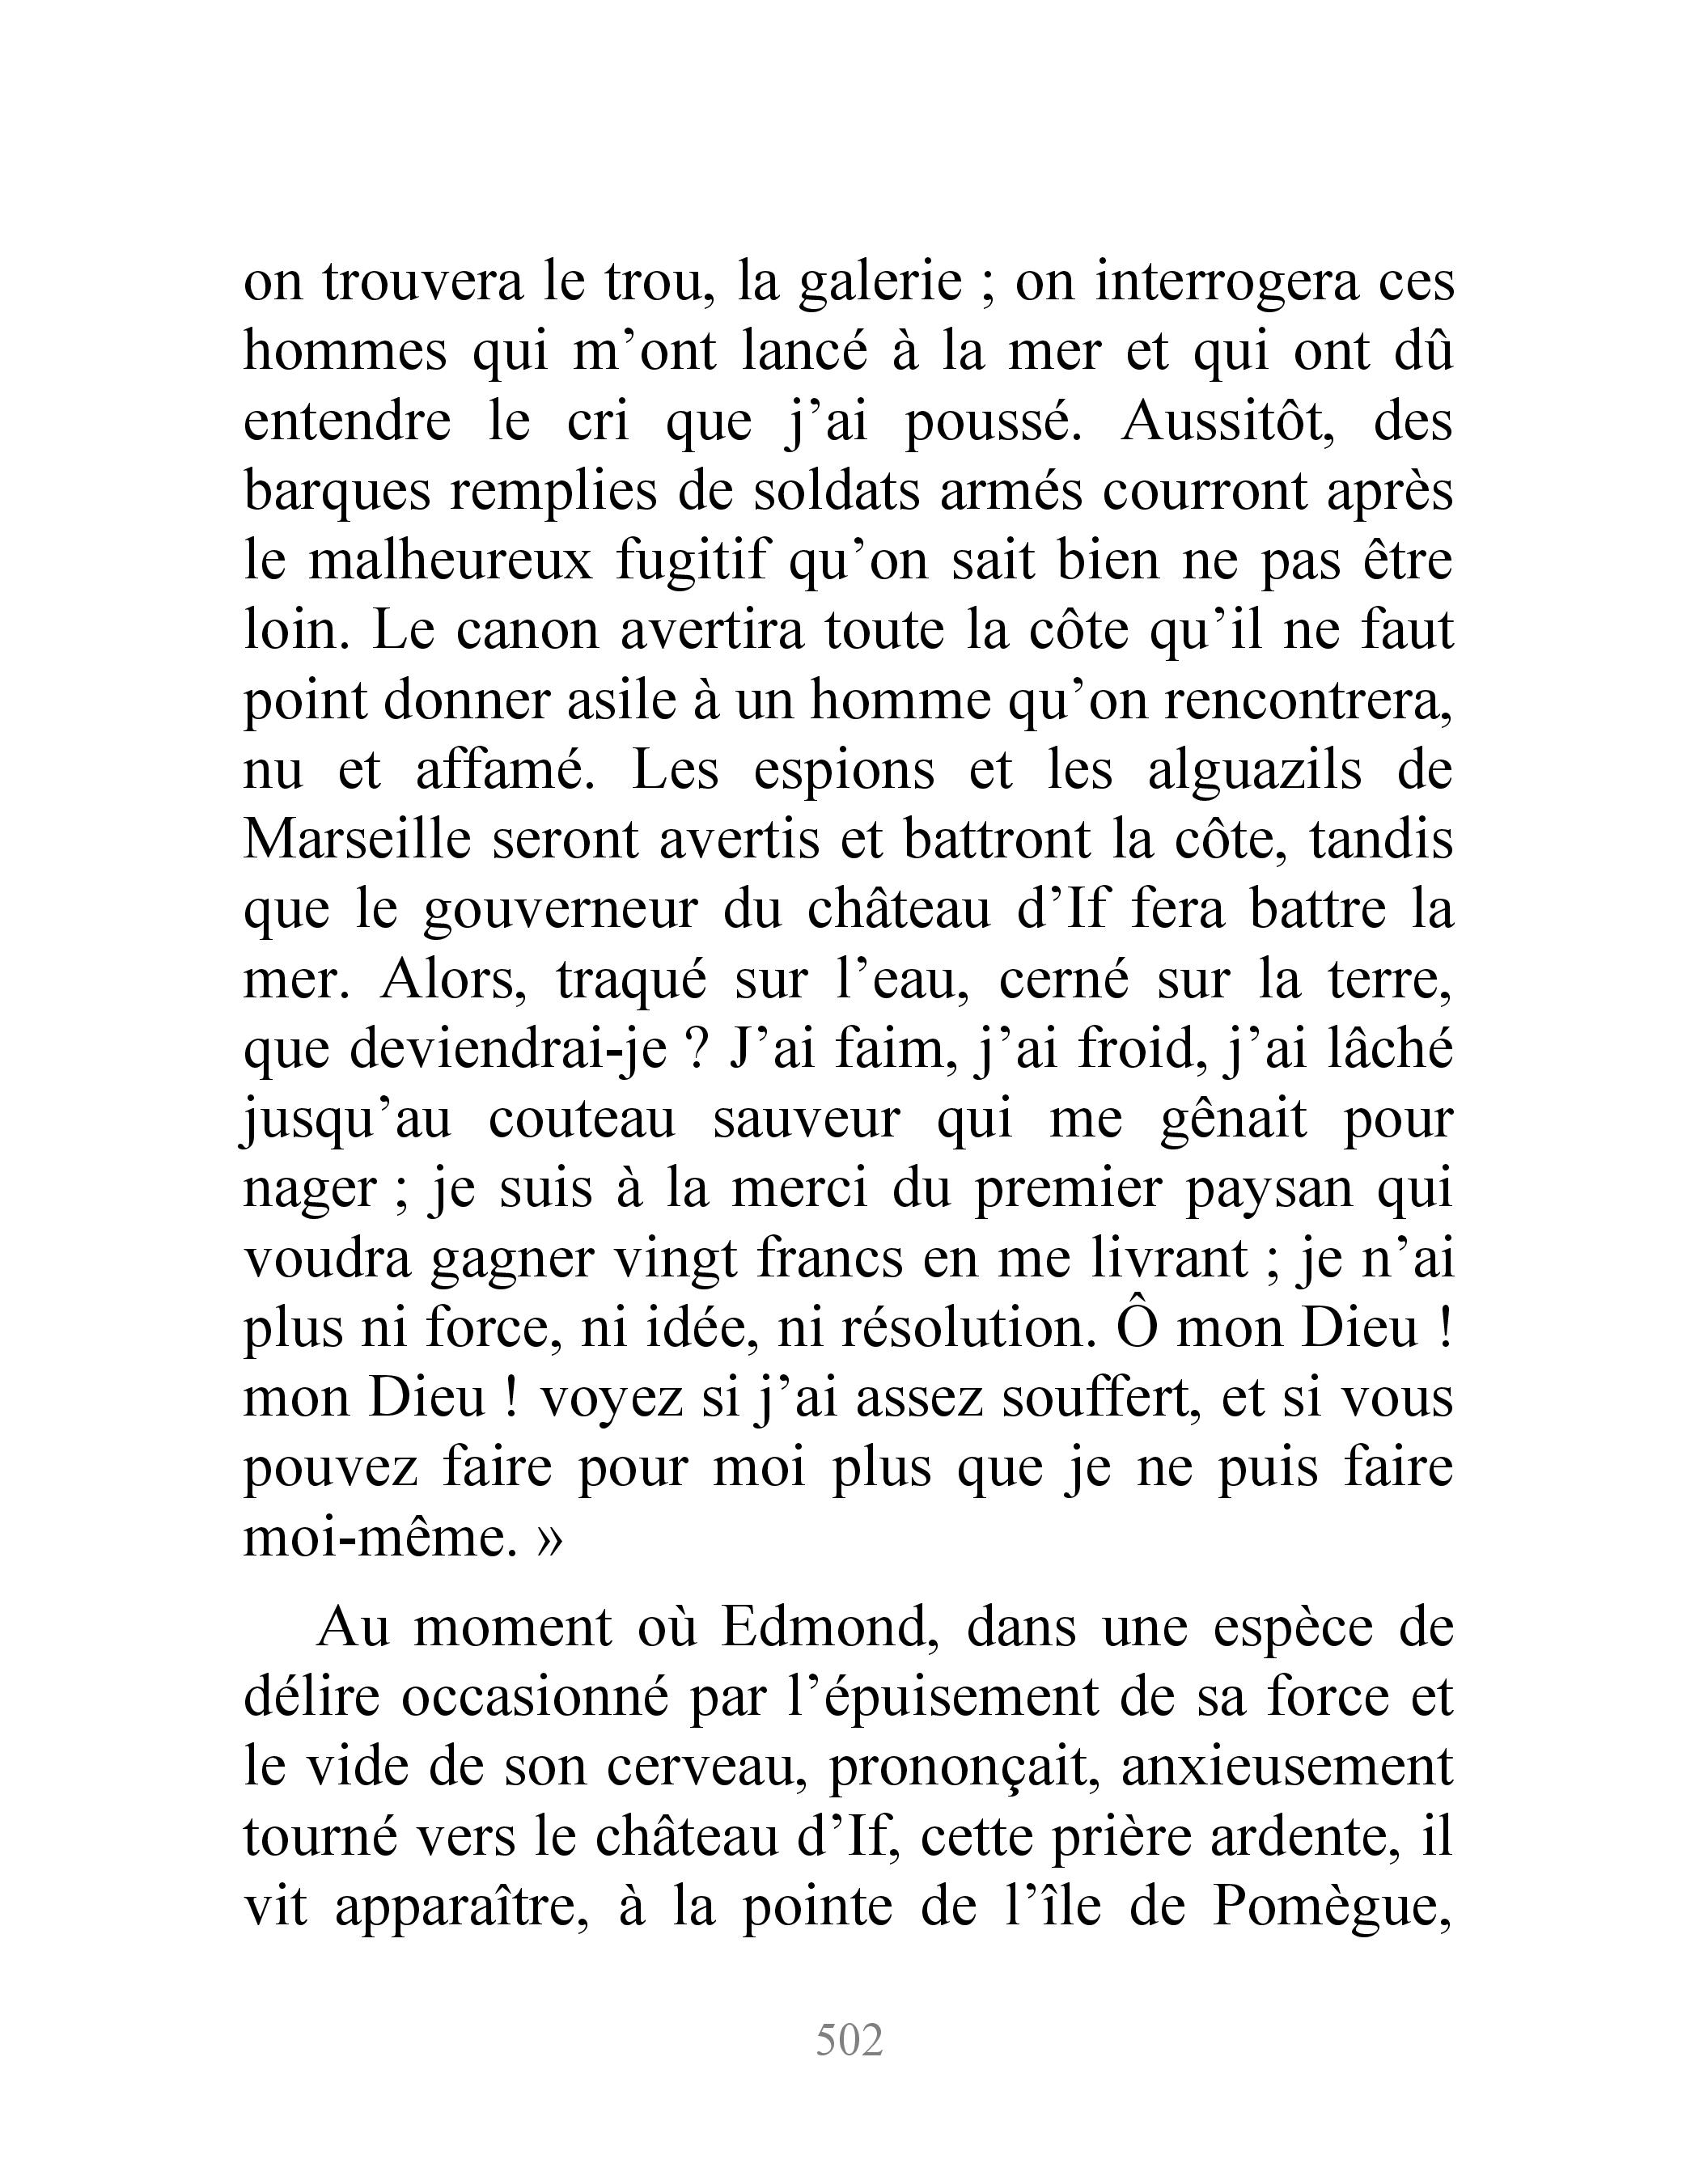 on trouvera le trou, la galerie ; on interrogera ces
hommes qui m’ont lancé à la mer et qui ont dû
entendre le cri que j’ai poussé. Aussitôt, des
barques remplies de soldats armés courront après
le malheureux fugitif qu’on sait bien ne pas être
loin. Le canon avertira toute la côte qu’il ne faut
point donner asile à un homme qu’on rencontrera,
nu et affamé. Les espions et les alguazils de
Marseille seront avertis et battront la côte, tandis
que le gouverneur du château d’If fera battre la
mer. Alors, traqué sur l’eau, cerné sur la terre,
que deviendrai-je ? J’ai faim, j’ai froid, j’ai lâché
jusqu’au couteau sauveur qui me gênait pour
nager ; je suis à la merci du premier paysan qui
voudra gagner vingt francs en me livrant ; je n’ai
plus ni force, ni idée, ni résolution. Ô mon Dieu !
mon Dieu ! voyez si j’ai assez souffert, et si vous
pouvez faire pour moi plus que je ne puis faire
moi-même. »
Au moment où Edmond, dans une espèce de
délire occasionné par l’épuisement de sa force et
le vide de son cerveau, prononçait, anxieusement
tourné vers le château d’If, cette prière ardente, il
vit apparaître, à la pointe de l’île de Pomègue,
502